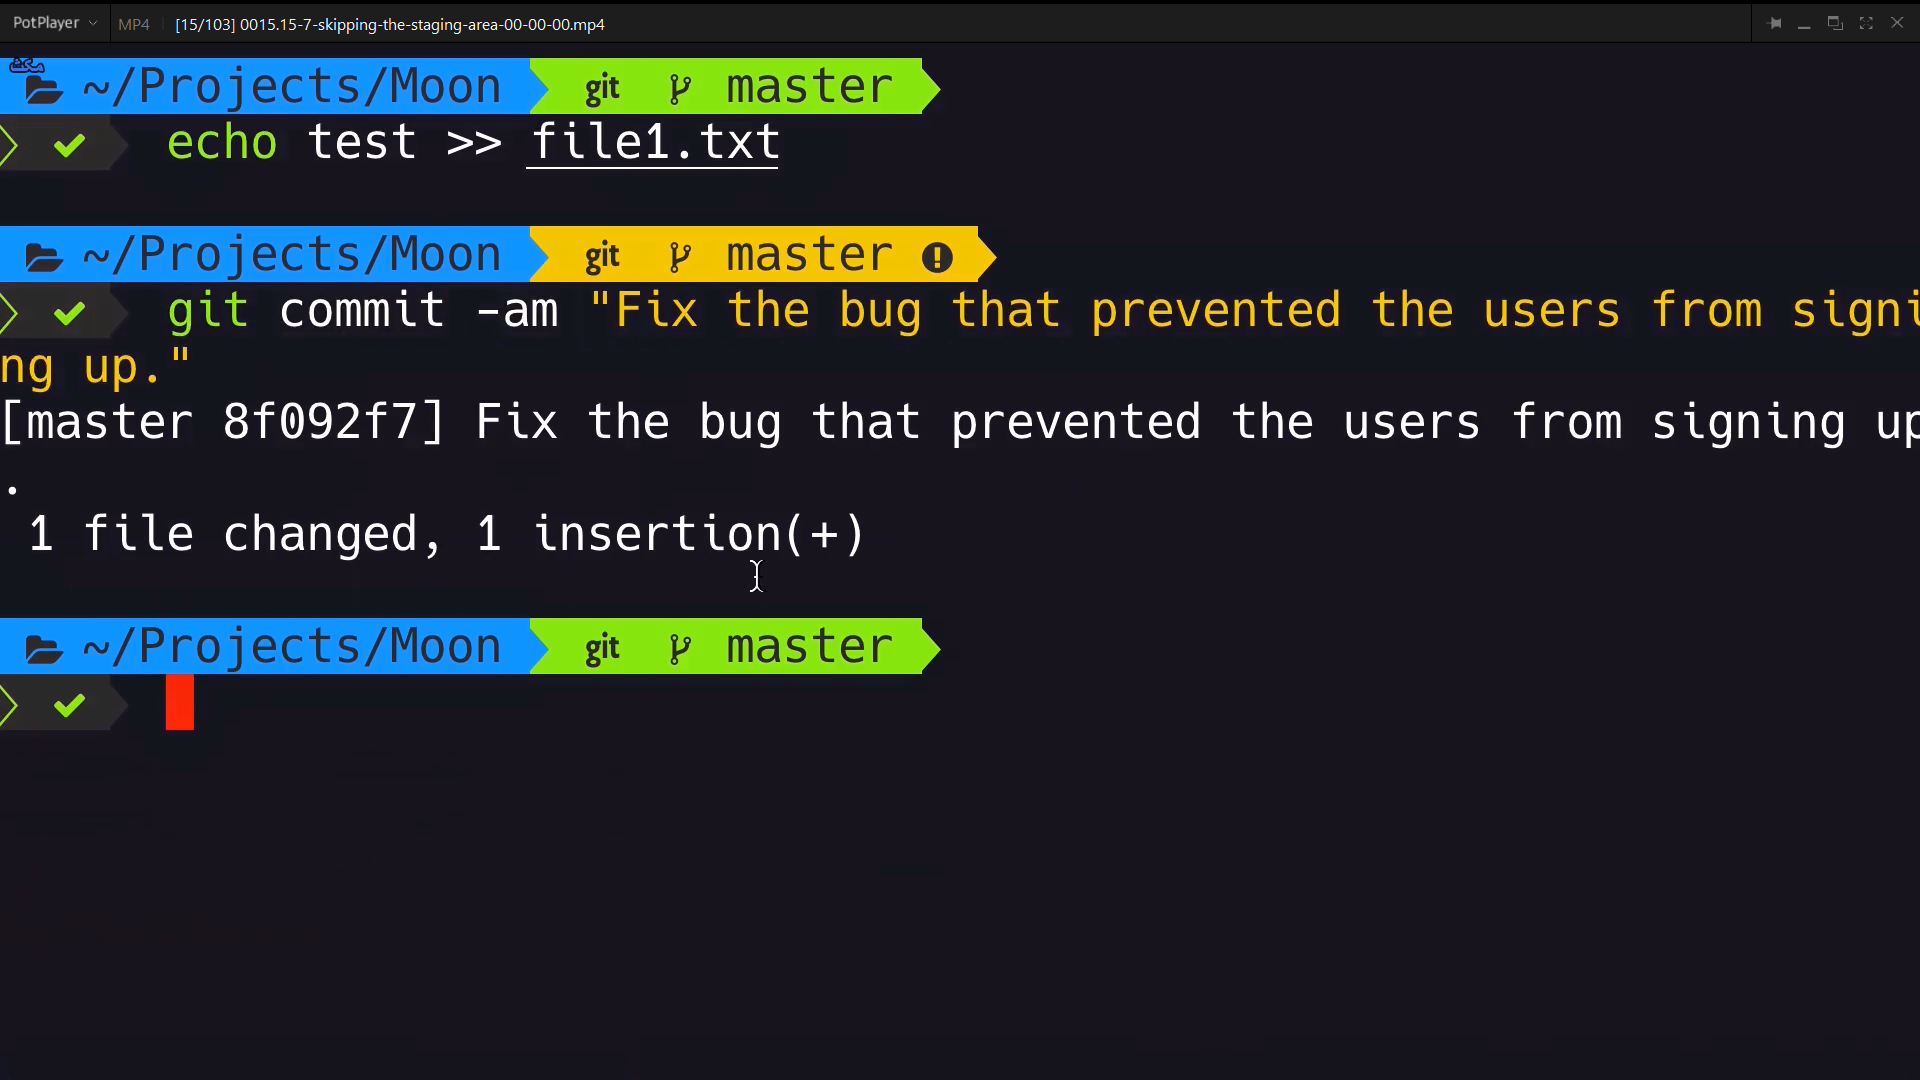 PotPlayer MP4 [15/103] 0015.15-7-skipping-the-staging-area-00-00-00.mp4
~/Projects/Moon git master
echo test >> file1.txt
~/Projects/Moon git master
git commit -am "Fix the bug that prevented the users from signi
ng up."
[master 8f092f7] Fix the bug that prevented the users from signing up
.
1 file changed, 1 insertion(+)
~/Projects/Moon git master